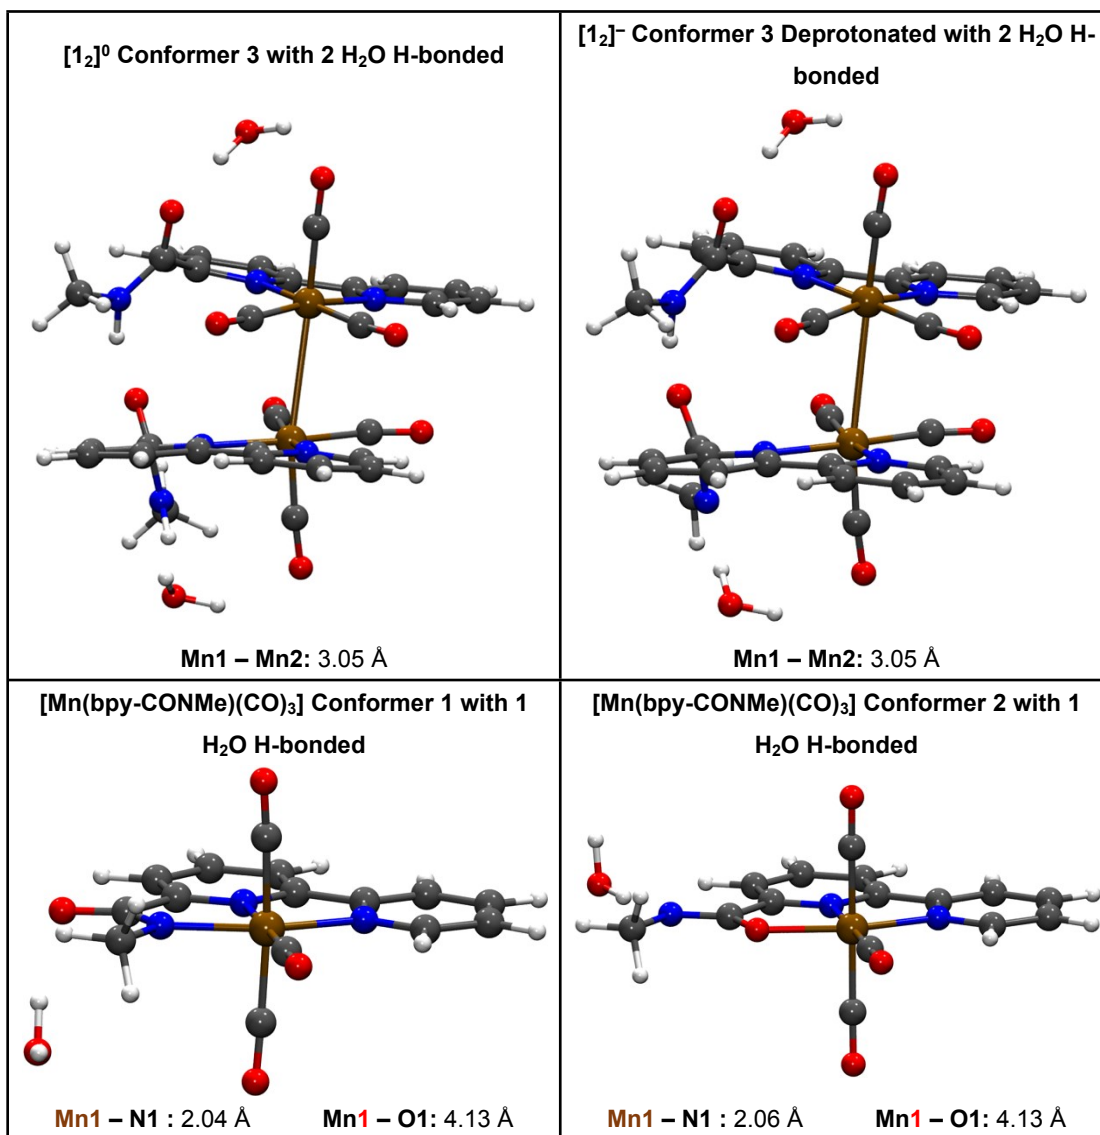 [1₂]⁰ Conformer 3 with 2 H₂O H-bonded
Mn1 – Mn2: 3.05 Å
[1₂]⁻ Conformer 3 Deprotonated with 2 H₂O H-
bonded
Mn1 – Mn2: 3.05 Å
[Mn(bpy-CONMe)(CO)₃] Conformer 1 with 1
H₂O H-bonded
Mn1 – N1 : 2.04 Å Mn1 – O1: 4.13 Å
[Mn(bpy-CONMe)(CO)₃] Conformer 2 with 1
H₂O H-bonded
Mn1 – N1: 2.06 Å Mn1 – O1: 4.13 Å